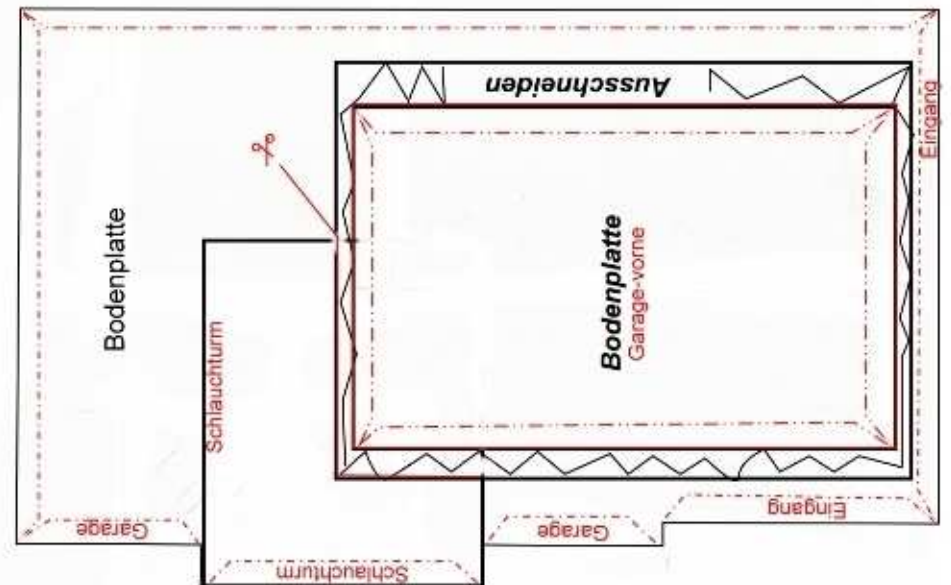 Ausschneiden
Eingang
Bodenplatte
Schlauchturm
Bodenplatte
Garage-vorne
Garage
Schlauchturm
Garage
Eingang